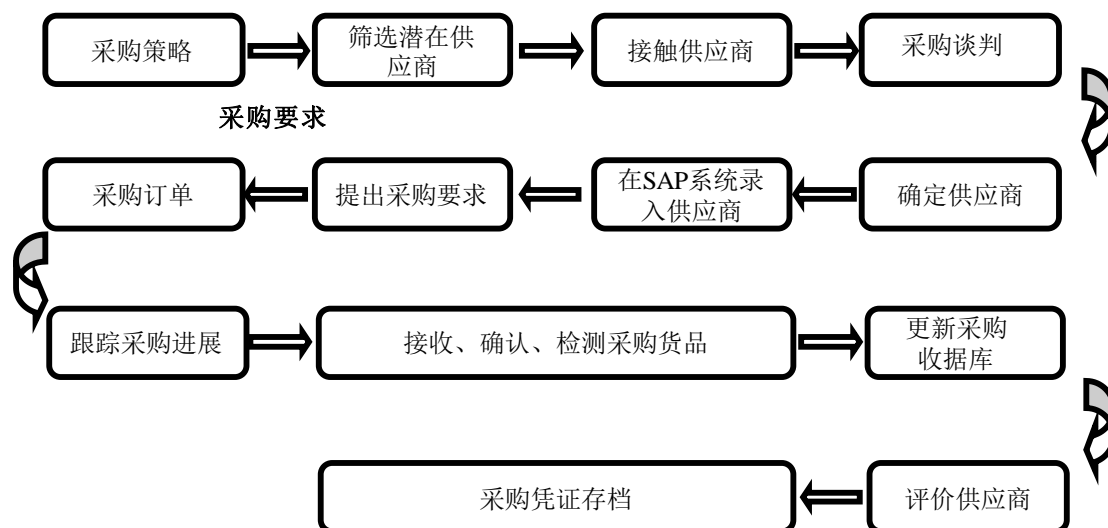 采购策略
筛选潜在供
应商
接触供应商
采购谈判
采购要求
采购订单
提出采购要求
在SAP系统录
入供应商
确定供应商
跟踪采购进展
接收、确认、检测采购货品
更新采购
收据库
采购凭证存档
评价供应商